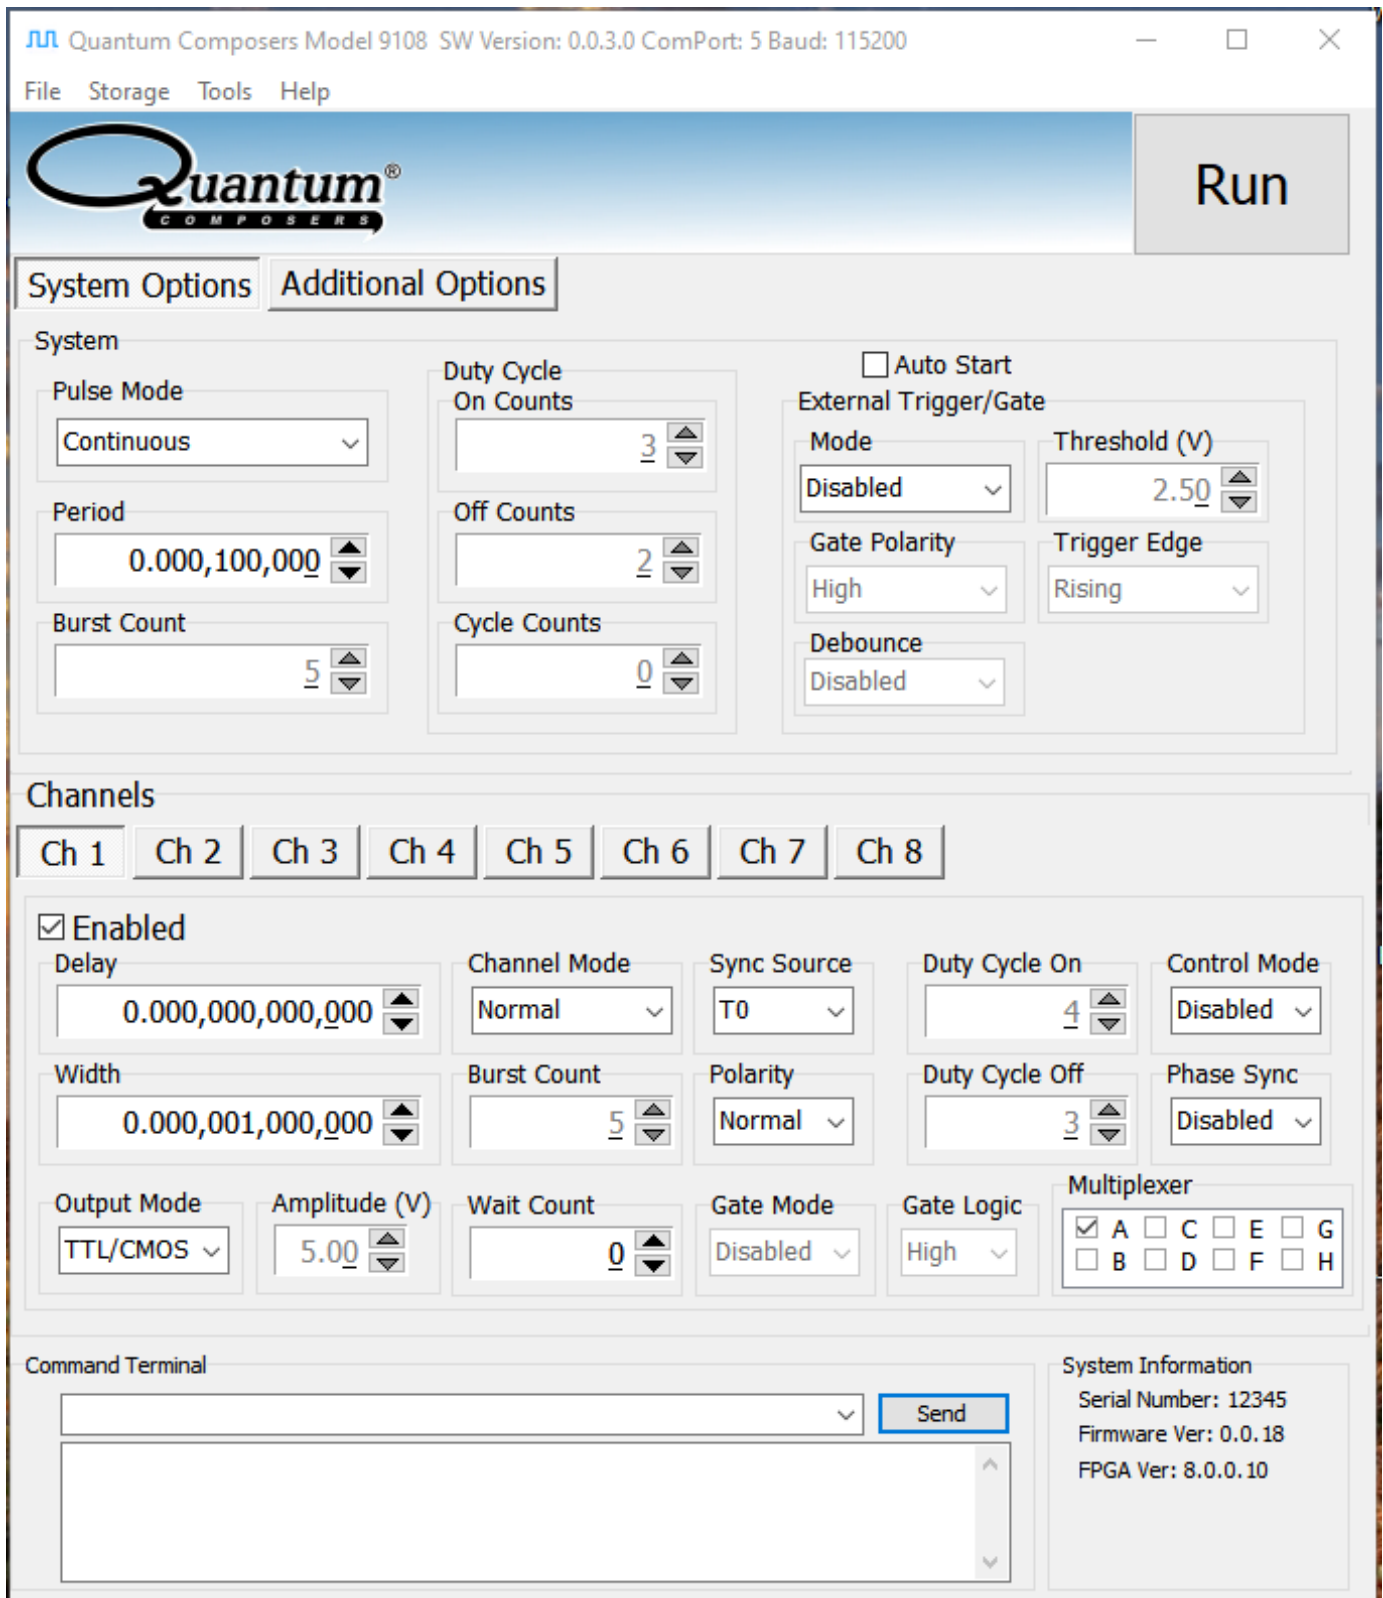 Quantum Composers Model 9108 SW Version: 0.0.3.0 ComPort: 5 Baud: 115200
File Storage Tools Help
Quantum®
COMPOSERS
Run
System Options Additional Options
System
Auto Start
Pulse Mode
Continuous
Period
0.000,100,000
Burst Count
5
Duty Cycle
On Counts
3
Off Counts
2
Cycle Counts
0
External Trigger/Gate
Mode
Disabled
Threshold (V)
2.50
Gate Polarity
High
Trigger Edge
Rising
Debounce
Disabled
Channels
Ch 1 Ch 2 Ch 3 Ch 4 Ch 5 Ch 6 Ch 7 Ch 8
Enabled
Delay
0.000,000,000,000
Channel Mode
Normal
Sync Source
T0
Duty Cycle On
4
Control Mode
Disabled
Width
0.000,001,000,000
Burst Count
5
Polarity
Normal
Duty Cycle Off
3
Phase Sync
Disabled
Output Mode
TTL/CMOS
Amplitude (V)
5.00
Wait Count
0
Gate Mode
Disabled
Gate Logic
High
Multiplexer
A C E G
B D F H
Command Terminal
Send
System Information
Serial Number: 12345
Firmware Ver: 0.0.18
FPGA Ver: 8.0.0.10